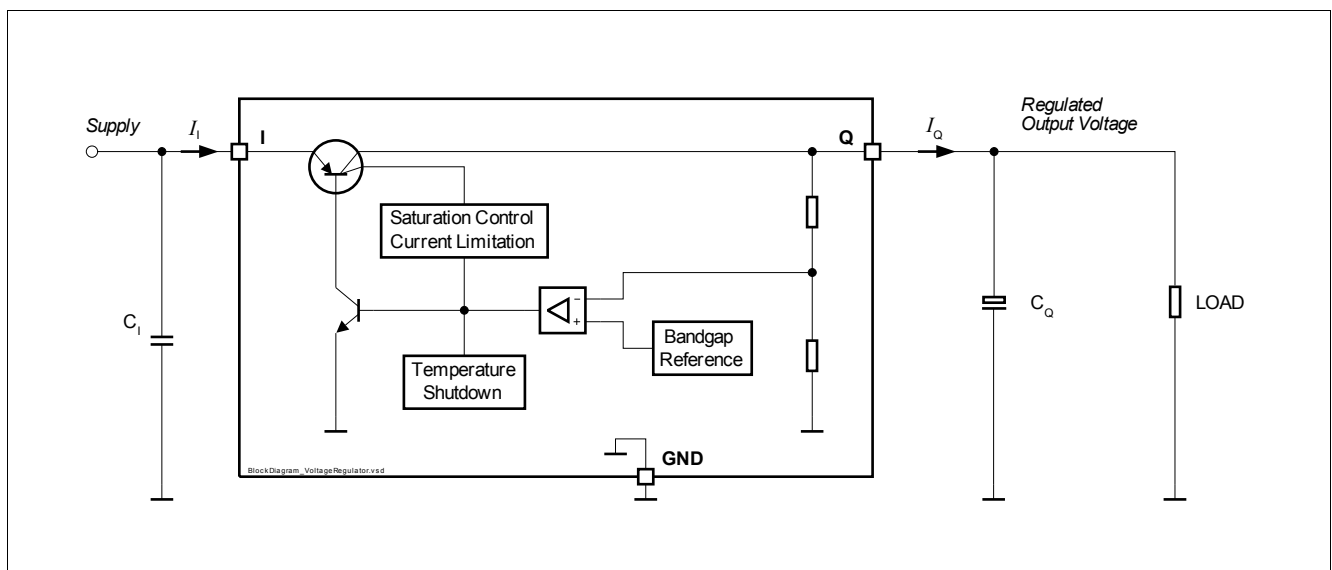 Supply
I_I
I
Q
I_Q
Regulated
Output Voltage
Saturation Control
Current Limitation
C_I
-
+
Bandgap
Reference
Temperature
Shutdown
C_Q
LOAD
GND
BlockDiagram_VoltageRegulator.vsd